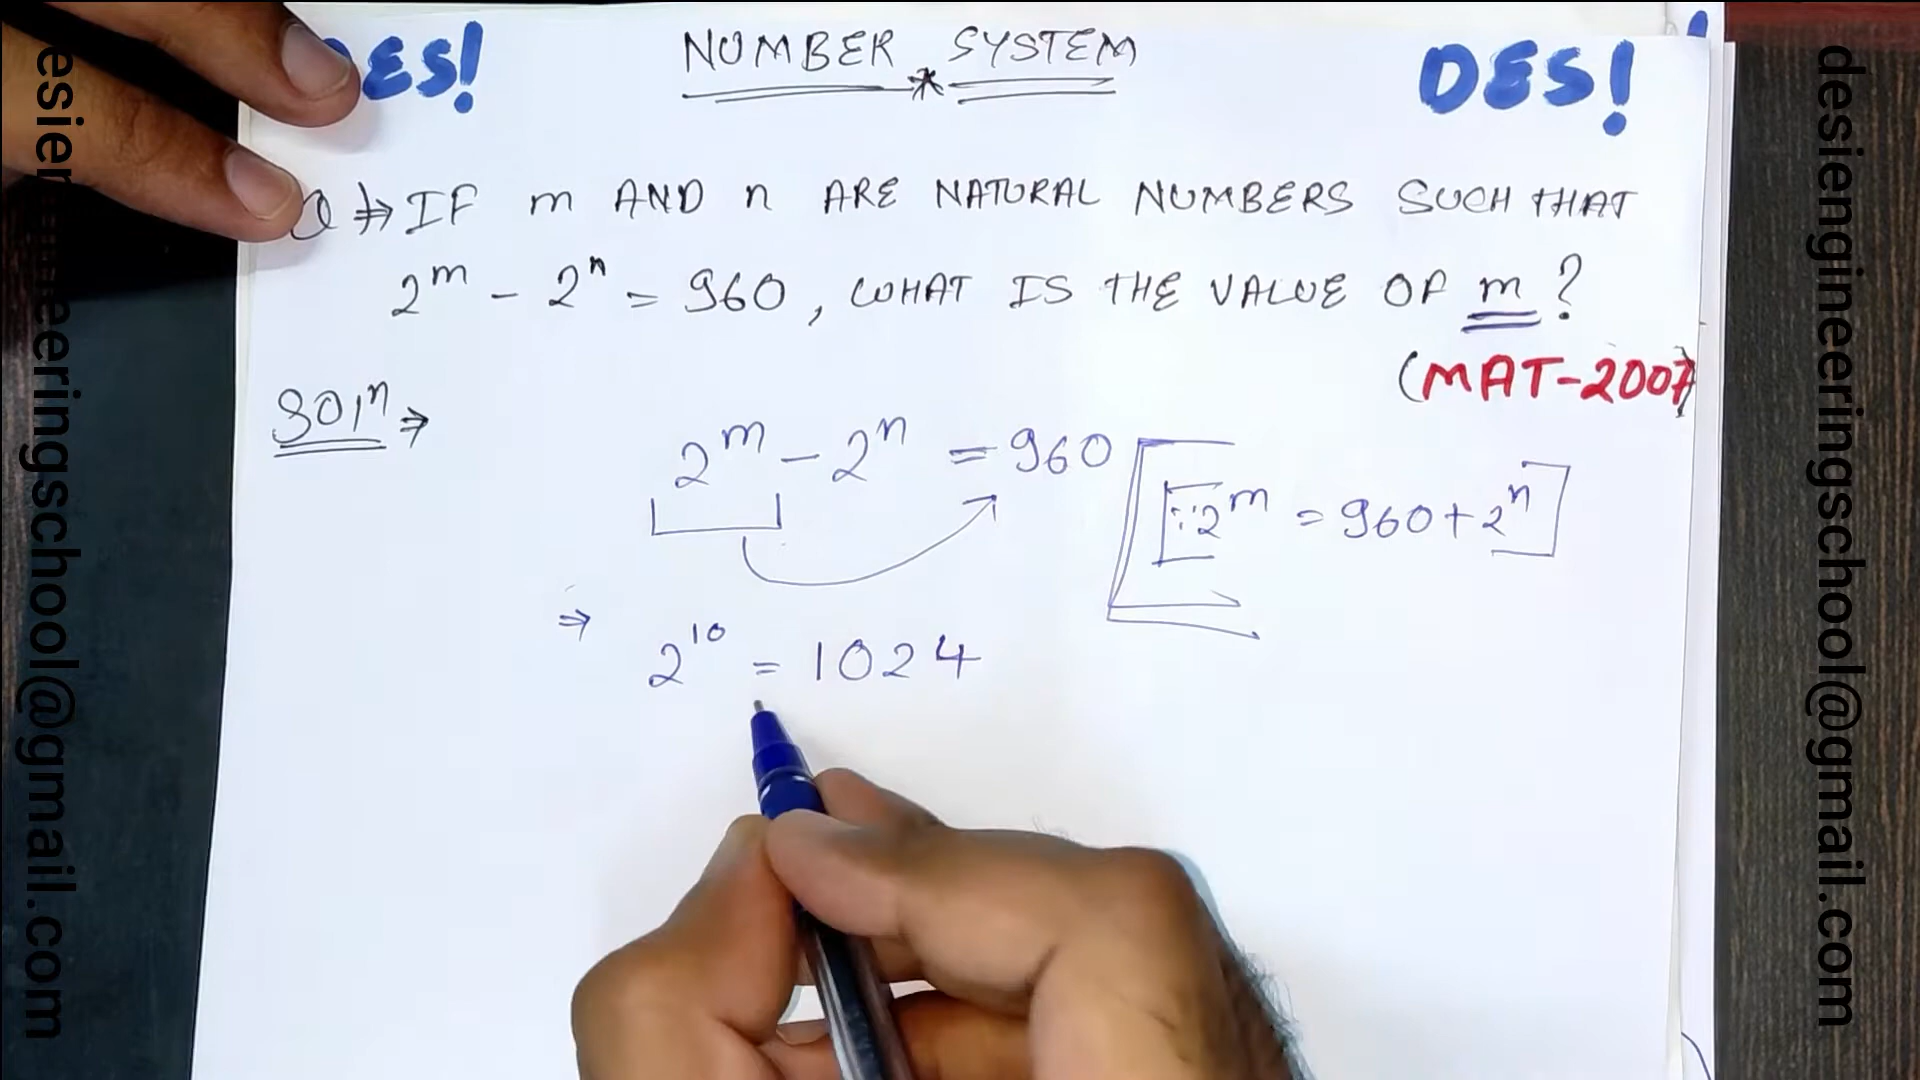 NUMBER SYSTEM
DES!
ES!
Q ⇒ IF m AND n ARE NATURAL NUMBERS SUCH THAT
2^m - 2^n = 960, WHAT IS THE VALUE OF m ?
(MAT-2007)
SOl^n ⇒
2^m - 2^n = 960
[∵ 2^m = 960 + 2^n]
⇒ 2^10 = 1024
desiengineeringschool@gmail.com
desiengineeringschool@gmail.com